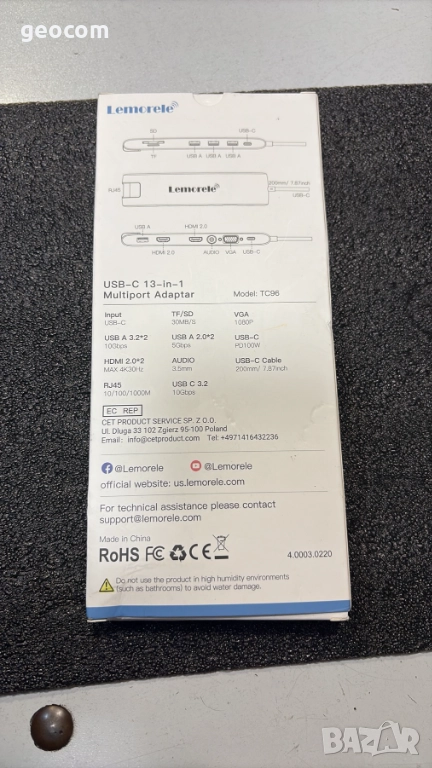 geocom
Lemorele
SD
USB-C
TF
USB A USB A USB A
RJ45
Lemorele
200mm/ 7.87inch
USB-C
USB A
HDMI 2.0
HDMI 2.0
AUDIO
VGA
USB-C
USB-C 13-in-1
Multiport Adaptar
Model: TC96
Input
USB-C
TF/SD
30MB/S
VGA
1080P
USB A 3.2*2
10Gbps
USB A 2.0*2
5Gbps
USB-C
PD100W
HDMI 2.0*2
MAX 4K30Hz
AUDIO
3.5mm
USB-C Cable
200mm/ 7.87inch
RJ45
10/100/1000M
USB C 3.2
10Gbps
EC REP
CET PRODUCT SERVICE SP. Z O.O.
Ul. Dluga 33 102 Zgierz 95-100 Poland
Email: info@cetproduct.com Tel: +4971416432236
@Lemorele
@Lemorele
official website: us.lemorele.com
For technical assistance please contact
support@lemorele.com
Made in China
RoHS FC CE
4.0003.0220
Do not use the product in high humidity environments
(such as bathrooms) to avoid water damage.
BAZAR